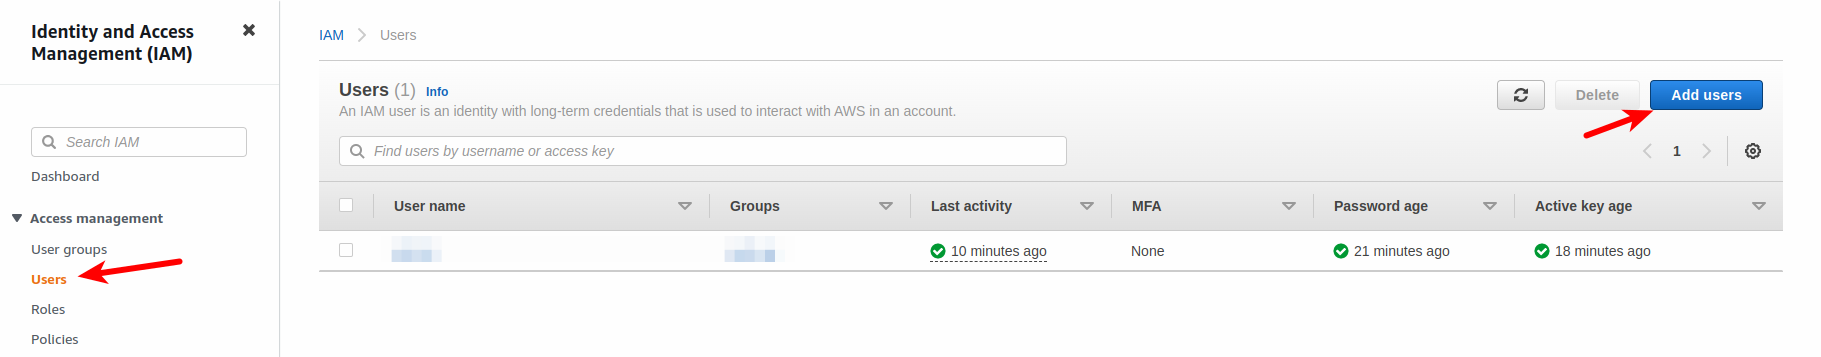 Identity and Access
Management (IAM)
Search IAM
Dashboard
Access management
User groups
Users
Roles
Policies
IAM
Users
Users (1) Info
An IAM user is an identity with long-term credentials that is used to interact with AWS in an account.
Delete
Add users
Find users by username or access key
1
User name Groups Last activity MFA Password age Active key age
10 minutes ago None 21 minutes ago 18 minutes ago